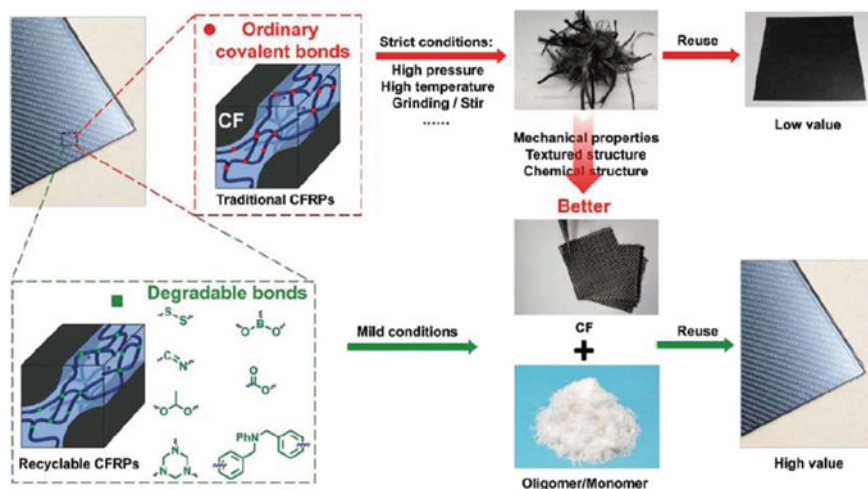 Ordinary
covalent bonds
CF
Traditional CFRPs
Strict conditions:
High pressure
High temperature
Grinding / Stir
......
Reuse
Low value
Mechanical properties
Textured structure
Chemical structure
Better
Degradable bonds
S
S
O
B
O
C
N
O
O
O
O
N
N
N
PhN
Recyclable CFRPs
Mild conditions
CF
+
Oligomer/Monomer
Reuse
High value